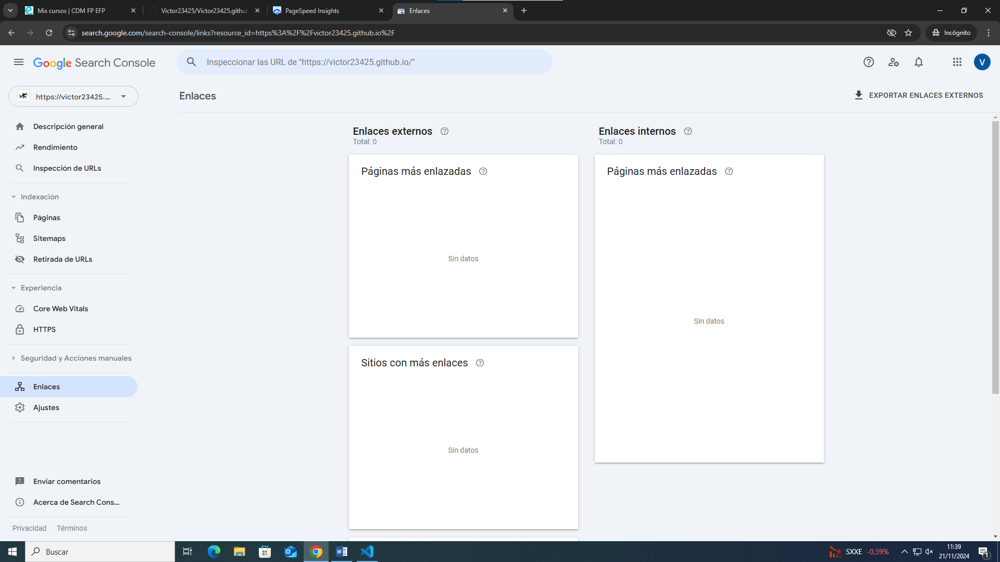 Mis cursos | CDM FP EFP
Victor23425/Victor23425.github
PageSpeed Insights
Enlaces
search.google.com/search-console/links?resource_id=https%3A%2F%2Fvictor23425.github.io%2F
Incógnito
Google Search Console
Inspeccionar las URL de "https://victor23425.github.io/"
V
https://victor23425....
Enlaces
EXPORTAR ENLACES EXTERNOS
Descripción general
Rendimiento
Inspección de URLs
Indexación
Páginas
Sitemaps
Retirada de URLs
Experiencia
Core Web Vitals
HTTPS
Seguridad y Acciones manuales
Enlaces
Ajustes
Enviar comentarios
Acerca de Search Cons...
Privacidad Términos
Enlaces externos
Total: 0
Páginas más enlazadas
Sin datos
Sitios con más enlaces
Sin datos
Enlaces internos
Total: 0
Páginas más enlazadas
Sin datos
Buscar
SXXE -0,39%
11:39
21/11/2024
1